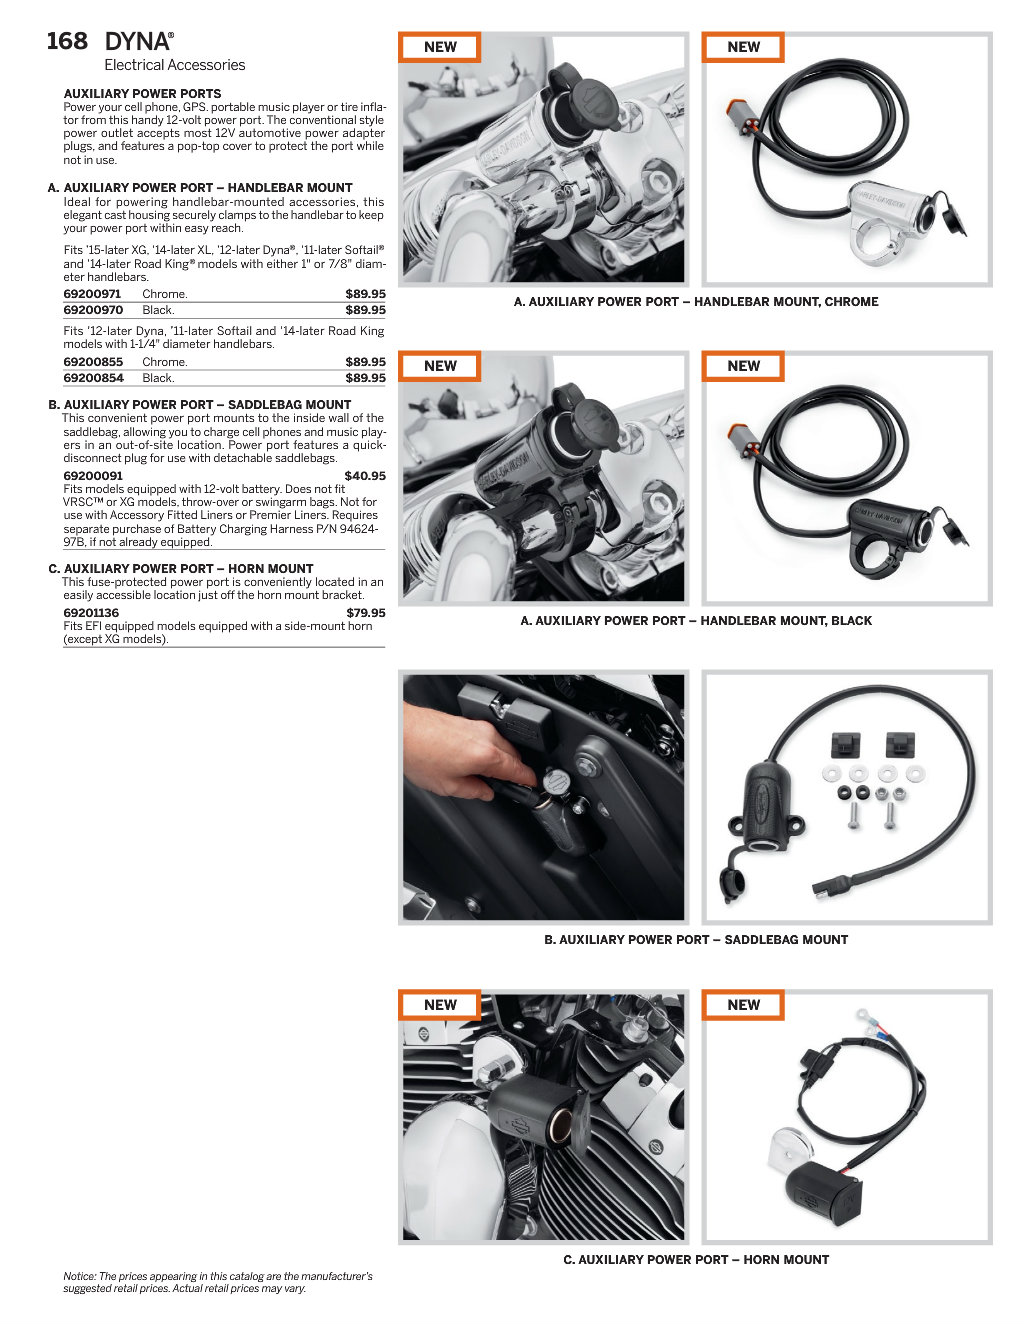 168 DYNA®
Electrical Accessories
AUXILIARY POWER PORTS
Power your cell phone, GPS. portable music player or tire infla-
tor from this handy 12-volt power port. The conventional style
power outlet accepts most 12V automotive power adapter
plugs, and features a pop-top cover to protect the port while
not in use.
A. AUXILIARY POWER PORT – HANDLEBAR MOUNT
Ideal for powering handlebar-mounted accessories, this
elegant cast housing securely clamps to the handlebar to keep
your power port within easy reach.
Fits '15-later XG, '14-later XL, '12-later Dyna®, '11-later Softail®
and '14-later Road King® models with either 1" or 7/8" diam-
eter handlebars.
69200971 Chrome. $89.95
69200970 Black. $89.95
Fits '12-later Dyna, '11-later Softail and '14-later Road King
models with 1-1/4" diameter handlebars.
69200855 Chrome. $89.95
69200854 Black. $89.95
B. AUXILIARY POWER PORT – SADDLEBAG MOUNT
This convenient power port mounts to the inside wall of the
saddlebag, allowing you to charge cell phones and music play-
ers in an out-of-site location. Power port features a quick-
disconnect plug for use with detachable saddlebags.
69200091 $40.95
Fits models equipped with 12-volt battery. Does not fit
VRSC™ or XG models, throw-over or swingarm bags. Not for
use with Accessory Fitted Liners or Premier Liners. Requires
separate purchase of Battery Charging Harness P/N 94624-
97B, if not already equipped.
C. AUXILIARY POWER PORT – HORN MOUNT
This fuse-protected power port is conveniently located in an
easily accessible location just off the horn mount bracket.
69201136 $79.95
Fits EFI equipped models equipped with a side-mount horn
(except XG models).
Notice: The prices appearing in this catalog are the manufacturer's
suggested retail prices. Actual retail prices may vary.
NEW
HARLEY-DAVIDSON
NEW
HARLEY-DAVIDSON
A. AUXILIARY POWER PORT – HANDLEBAR MOUNT, CHROME
NEW
HARLEY-DAVIDSON
NEW
HARLEY-DAVIDSON
A. AUXILIARY POWER PORT – HANDLEBAR MOUNT, BLACK
B. AUXILIARY POWER PORT – SADDLEBAG MOUNT
NEW
NEW
C. AUXILIARY POWER PORT – HORN MOUNT